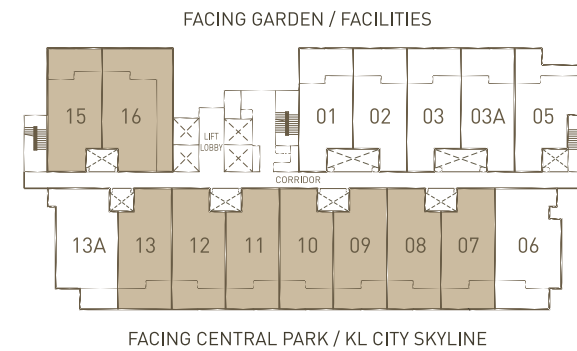 FACING GARDEN / FACILITIES
15 16 01 02 03 03A 05
LIFT
LOBBY
CORRIDOR
13A 13 12 11 10 09 08 07 06
FACING CENTRAL PARK / KL CITY SKYLINE